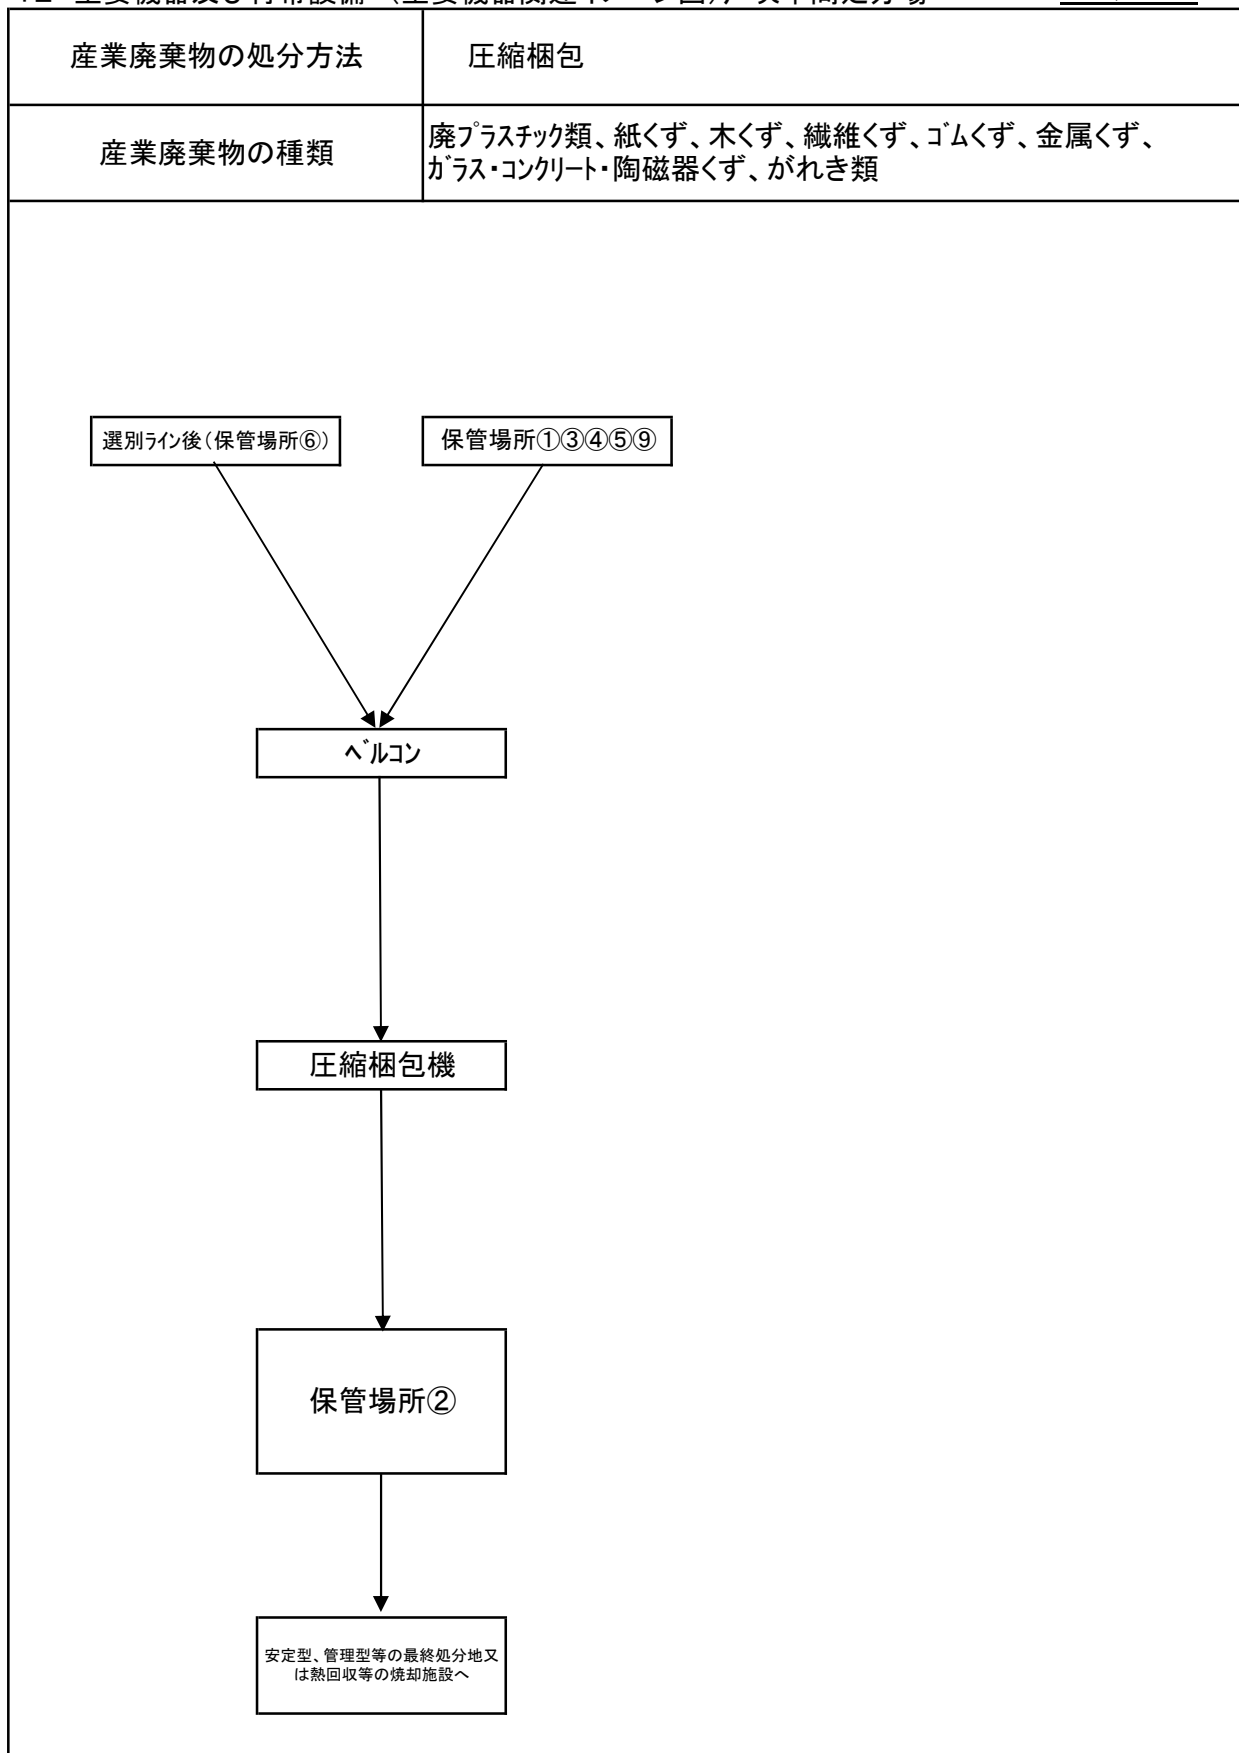 産業廃棄物の処分方法
圧縮梱包
産業廃棄物の種類
廃プラスチック類、紙くず、木くず、繊維くず、ゴムくず、金属くず、
ガラス・コンクリート・陶磁器くず、がれき類
選別ライン後(保管場所⑥)
保管場所①③④⑤⑨
ベルコン
圧縮梱包機
保管場所②
安定型、管理型等の最終処分地又
は熱回収等の焼却施設へ